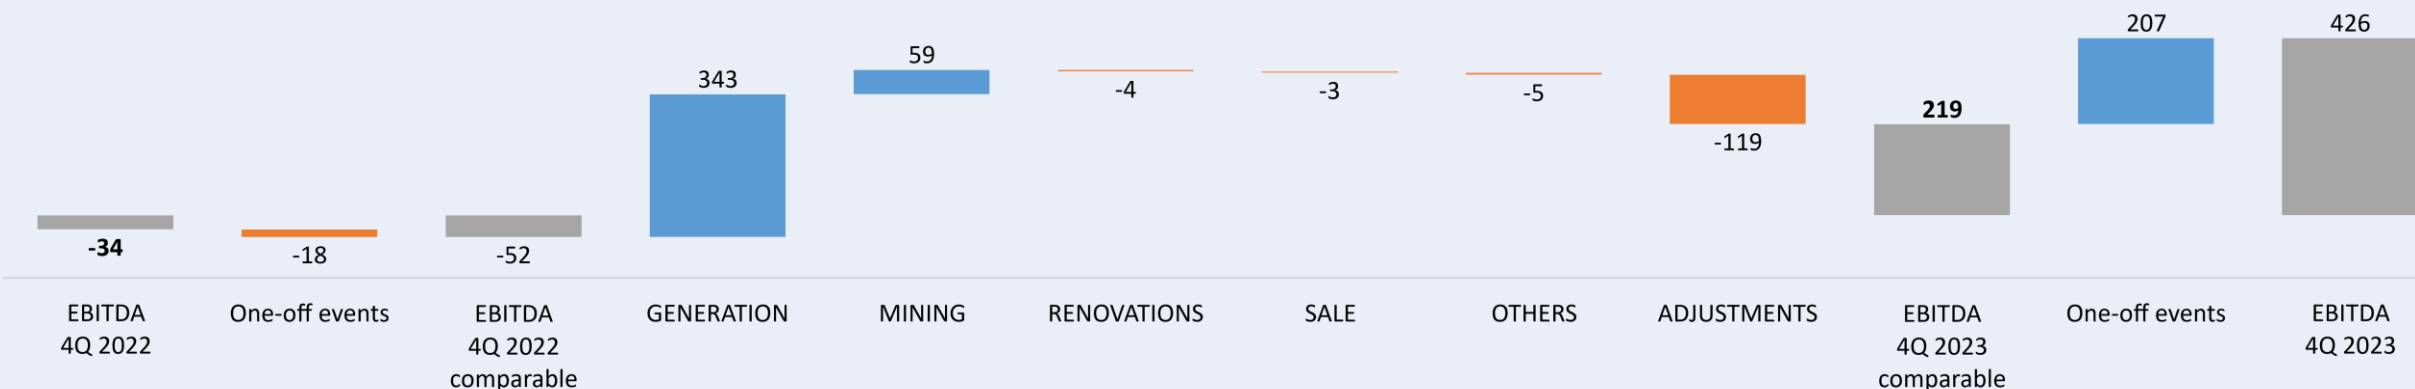 207
426
59
343
-4
-3
-5
219
-119
-34
-18
-52
EBITDA
4Q 2022
One-off events
EBITDA
4Q 2022
comparable
GENERATION
MINING
RENOVATIONS
SALE
OTHERS
ADJUSTMENTS
EBITDA
4Q 2023
comparable
One-off events
EBITDA
4Q 2023